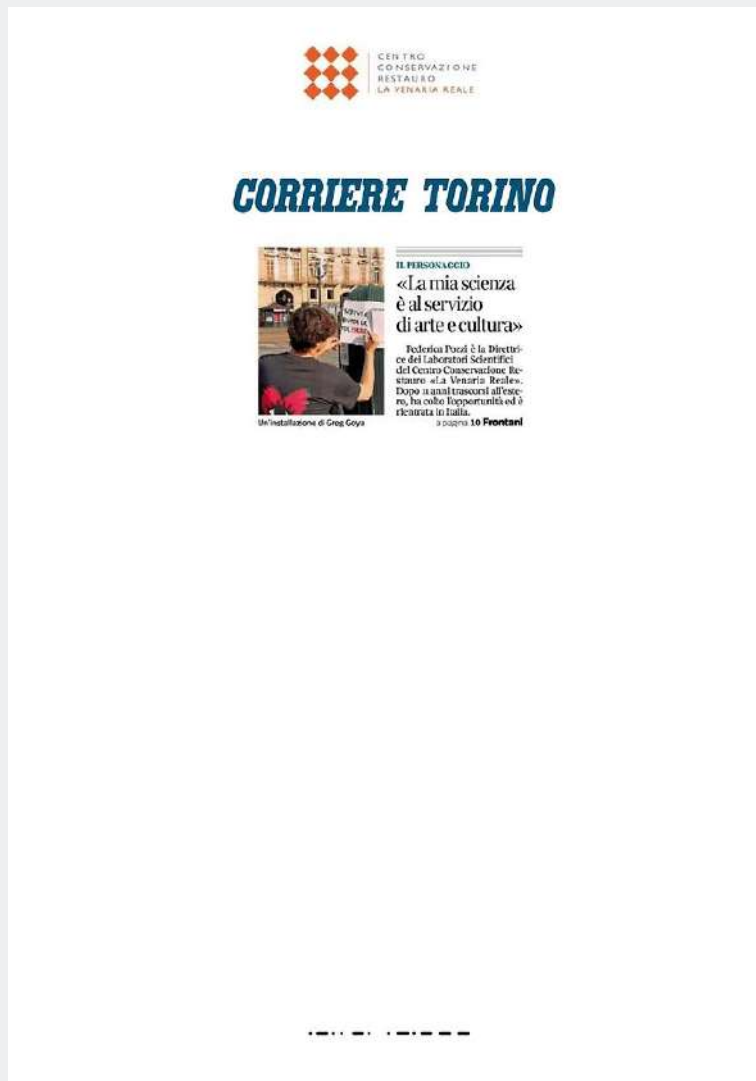 CENTRO
CONSERVAZIONE
RESTAURO
LA VENARIA REALE
CORRIERE TORINO
IL PERSONAGGIO
«La mia scienza
è al servizio
di arte e cultura»
Federica Pozzi è la Direttri-
ce dei Laboratori Scientifici
del Centro Conservazione Re-
stauro «La Venaria Reale».
Dopo 11 anni trascorsi all'este-
ro, ha colto l'opportunità ed è
rientrata in Italia.
a pagina 10 Frontani
Un'installazione di Greg Goya